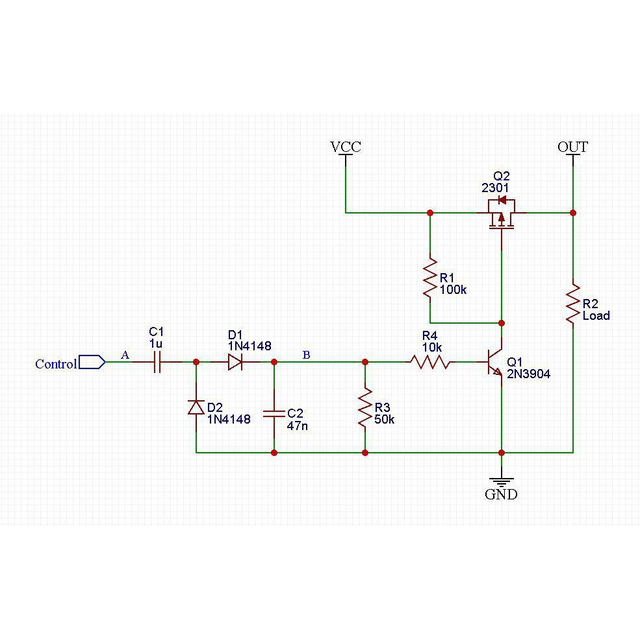 VCC
OUT
Q2
2301
R1
100k
R2
Load
C1
1u
D1
1N4148
R4
10k
Control
A
B
Q1
2N3904
D2
1N4148
C2
47n
R3
50k
GND